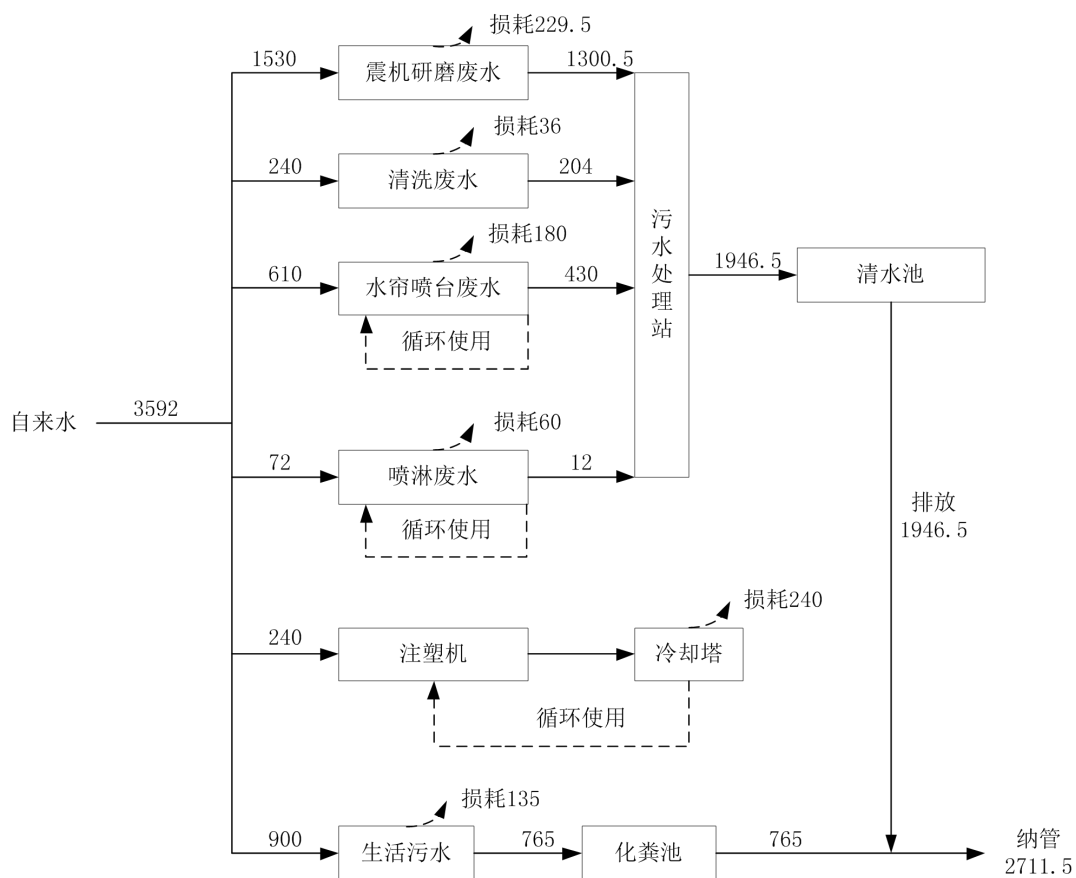 损耗229.5
1530
震机研磨废水
1300.5
损耗36
240
清洗废水
204
损耗180
610
水帘喷台废水
430
循环使用
污水处理站
1946.5
清水池
自来水
3592
损耗60
72
喷淋废水
12
循环使用
排放
1946.5
损耗240
240
注塑机
冷却塔
循环使用
损耗135
900
生活污水
765
化粪池
765
纳管
2711.5